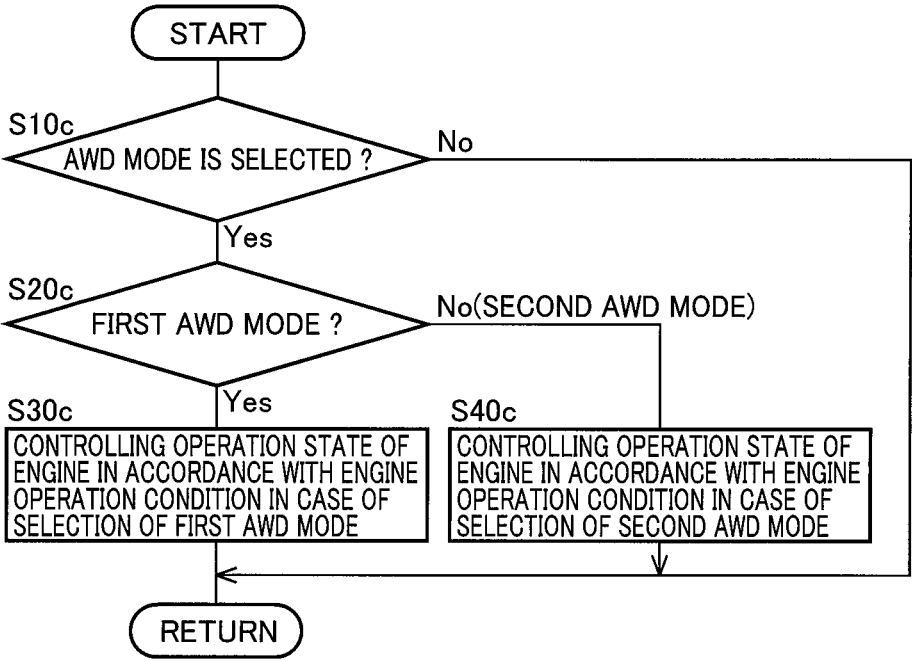 START
S10c
AWD MODE IS SELECTED ?
No
Yes
S20c
FIRST AWD MODE ?
No(SECOND AWD MODE)
Yes
S30c
CONTROLLING OPERATION STATE OF
ENGINE IN ACCORDANCE WITH ENGINE
OPERATION CONDITION IN CASE OF
SELECTION OF FIRST AWD MODE
S40c
CONTROLLING OPERATION STATE OF
ENGINE IN ACCORDANCE WITH ENGINE
OPERATION CONDITION IN CASE OF
SELECTION OF SECOND AWD MODE
RETURN